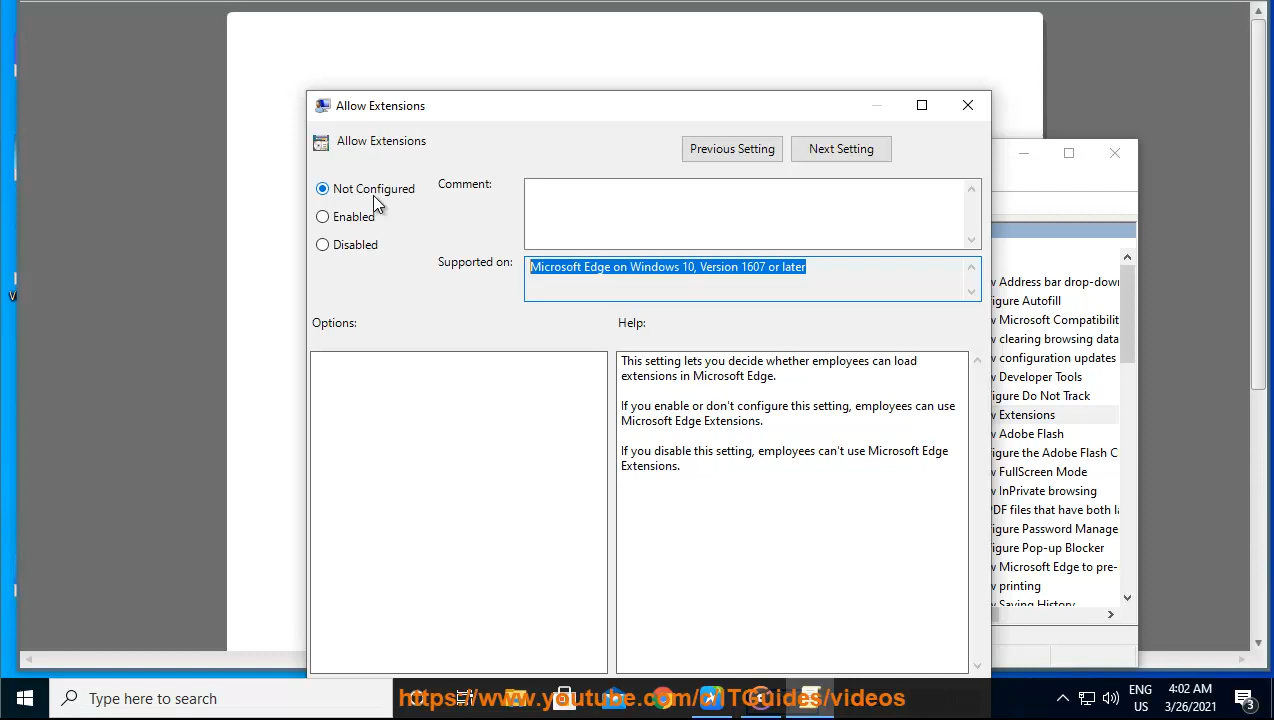 Allow Extensions
Allow Extensions
Previous Setting
Next Setting
Not Configured
Enabled
Disabled
Comment:
Supported on:
Microsoft Edge on Windows 10, Version 1607 or later
Options:
Help:
This setting lets you decide whether employees can load
extensions in Microsoft Edge.
If you enable or don't configure this setting, employees can use
Microsoft Edge Extensions.
If you disable this setting, employees can't use Microsoft Edge
Extensions.
w Address bar drop-down
igure Autofill
w Microsoft Compatibilit
w clearing browsing data
w configuration updates
w Developer Tools
igure Do Not Track
w Extensions
w Adobe Flash
igure the Adobe Flash C
w FullScreen Mode
w InPrivate browsing
PDF files that have both
igure Password Manage
igure Pop-up Blocker
w Microsoft Edge to pre-
w printing
w Saving History
Type here to search
https://www.youtube.com/c/ITGuides/videos
ENG
US
4:02 AM
3/26/2021
3